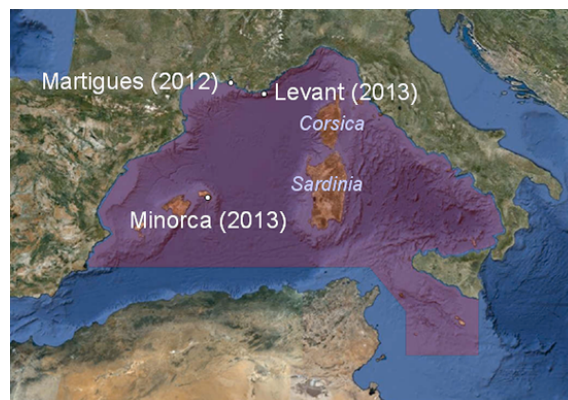 Martigues (2012)
Levant (2013)
Corsica
Sardinia
Minorca (2013)